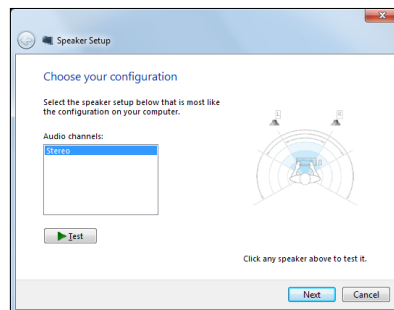 Speaker Setup
Choose your configuration
Select the speaker setup below that is most like
the configuration on your computer.
Audio channels:
Stereo
L
R
Test
Click any speaker above to test it.
Next
Cancel